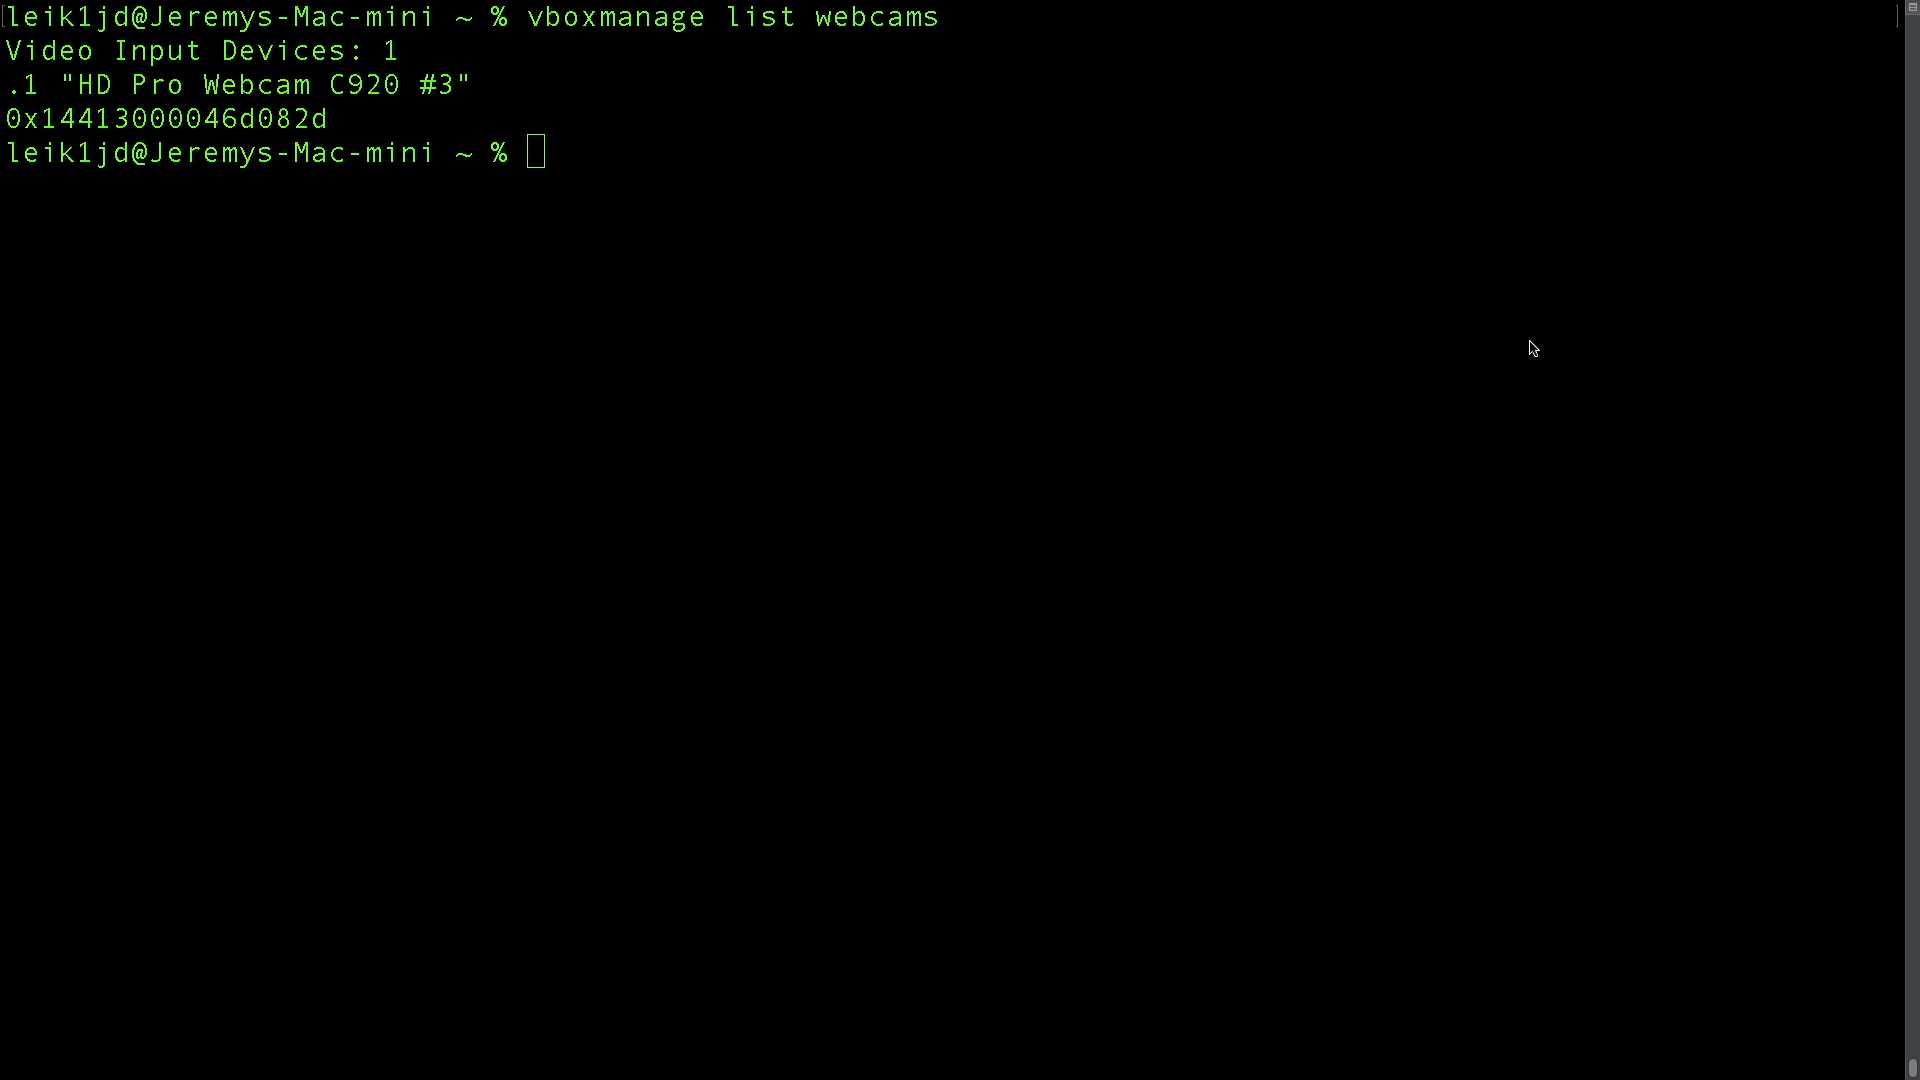 leik1jd@Jeremys-Mac-mini ~ % vboxmanage list webcams
Video Input Devices: 1
.1 "HD Pro Webcam C920 #3"
0x14413000046d082d
leik1jd@Jeremys-Mac-mini ~ %